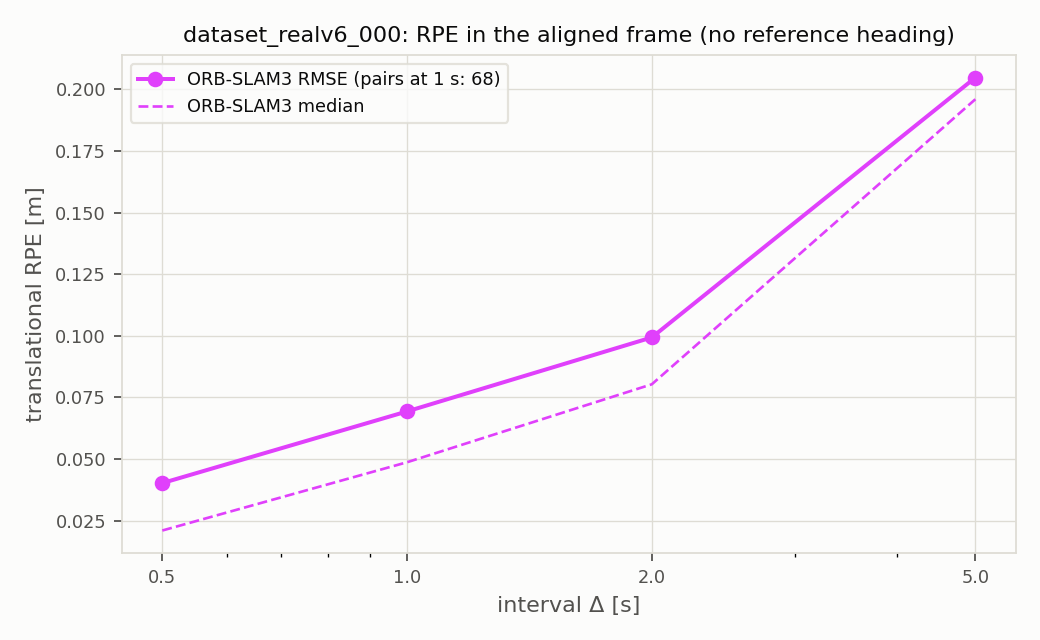 dataset_realv6_000: RPE in the aligned frame (no reference heading)
ORB-SLAM3 RMSE (pairs at 1 s: 68)
ORB-SLAM3 median
translational RPE [m]
0.200
0.175
0.150
0.125
0.100
0.075
0.050
0.025
0.5 1.0 2.0 5.0
interval Δ [s]